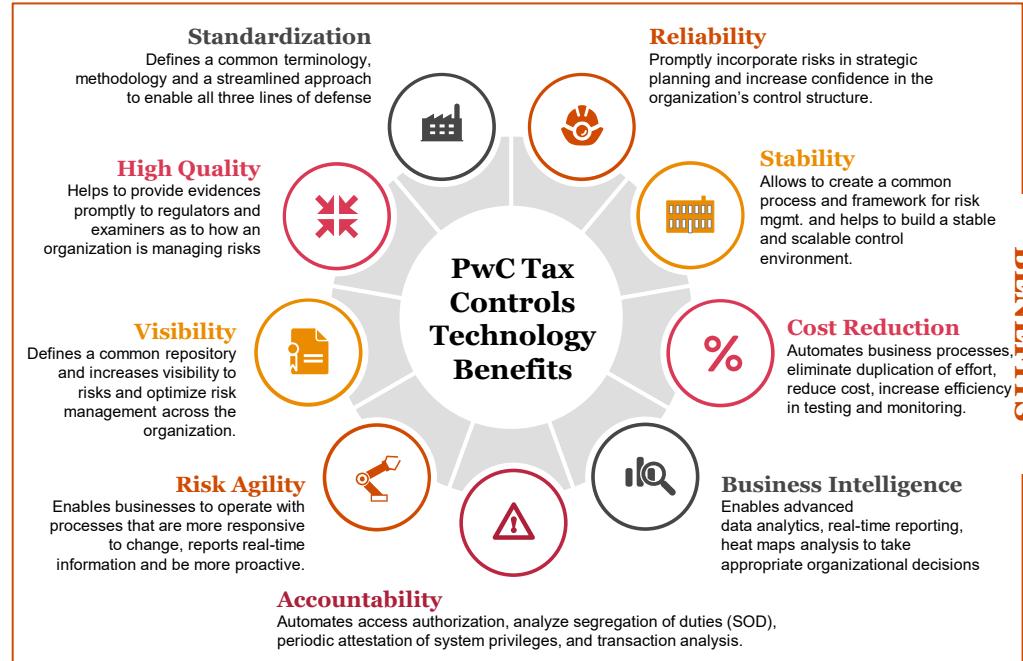 Standardization
Defines a common terminology,
methodology and a streamlined approach
to enable all three lines of defense
Reliability
Promptly incorporate risks in strategic
planning and increase confidence in the
organization’s control structure.
High Quality
Helps to provide evidences
promptly to regulators and
examiners as to how an
organization is managing risks
Stability
Allows to create a common
process and framework for risk
mgmt. and helps to build a stable
and scalable control
environment.
PwC Tax
Controls
Technology
Benefits
Visibility
Defines a common repository
and increases visibility to
risks and optimize risk
management across the
organization.
Cost Reduction
Automates business processes,
eliminate duplication of effort,
reduce cost, increase efficiency
in testing and monitoring.
%
Risk Agility
Enables businesses to operate with
processes that are more responsive
to change, reports real-time
information and be more proactive.
Business Intelligence
Enables advanced
data analytics, real-time reporting,
heat maps analysis to take
appropriate organizational decisions
Accountability
Automates access authorization, analyze segregation of duties (SOD),
periodic attestation of system privileges, and transaction analysis.